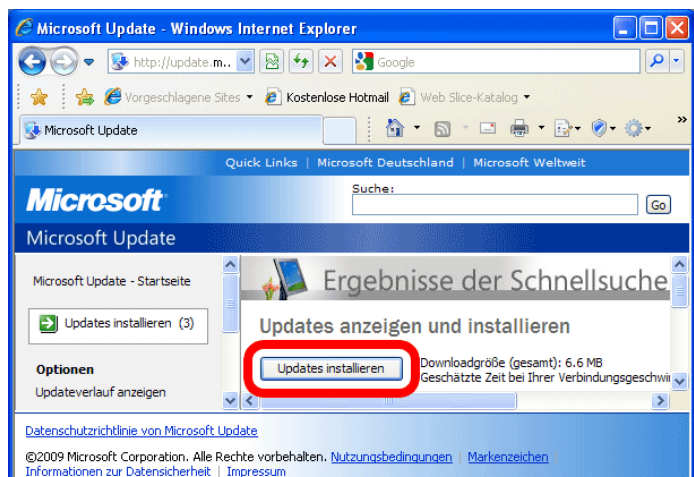 Microsoft Update - Windows Internet Explorer
http://update.m..
Google
Vorgeschlagene Sites
Kostenlose Hotmail
Web Slice-Katalog
Microsoft Update
»
Quick Links | Microsoft Deutschland | Microsoft Weltweit
Microsoft
Suche:
Go
Microsoft Update
Microsoft Update - Startseite
Updates installieren (3)
Optionen
Updateverlauf anzeigen
Ergebnisse der Schnellsuche
Updates anzeigen und installieren
Updates installieren
Downloadgröße (gesamt): 6.6 MB
Geschätzte Zeit bei Ihrer
Datenschutzrichtlinie von Microsoft Update
©2009 Microsoft Corporation. Alle Rechte vorbehalten. Nutzungsbedingungen | Markenzeichen
Informationen zur Datensicherheit | Impressum